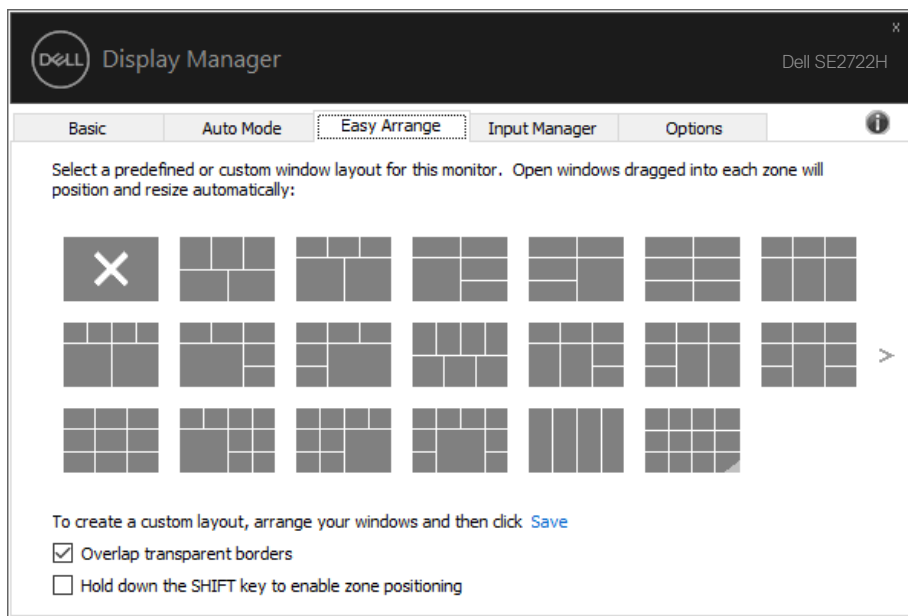 x
DELL
Display Manager
Dell SE2722H
Basic
Auto Mode
Easy Arrange
Input Manager
Options
Select a predefined or custom window layout for this monitor. Open windows dragged into each zone will
position and resize automatically:
>
To create a custom layout, arrange your windows and then click Save
Overlap transparent borders
Hold down the SHIFT key to enable zone positioning